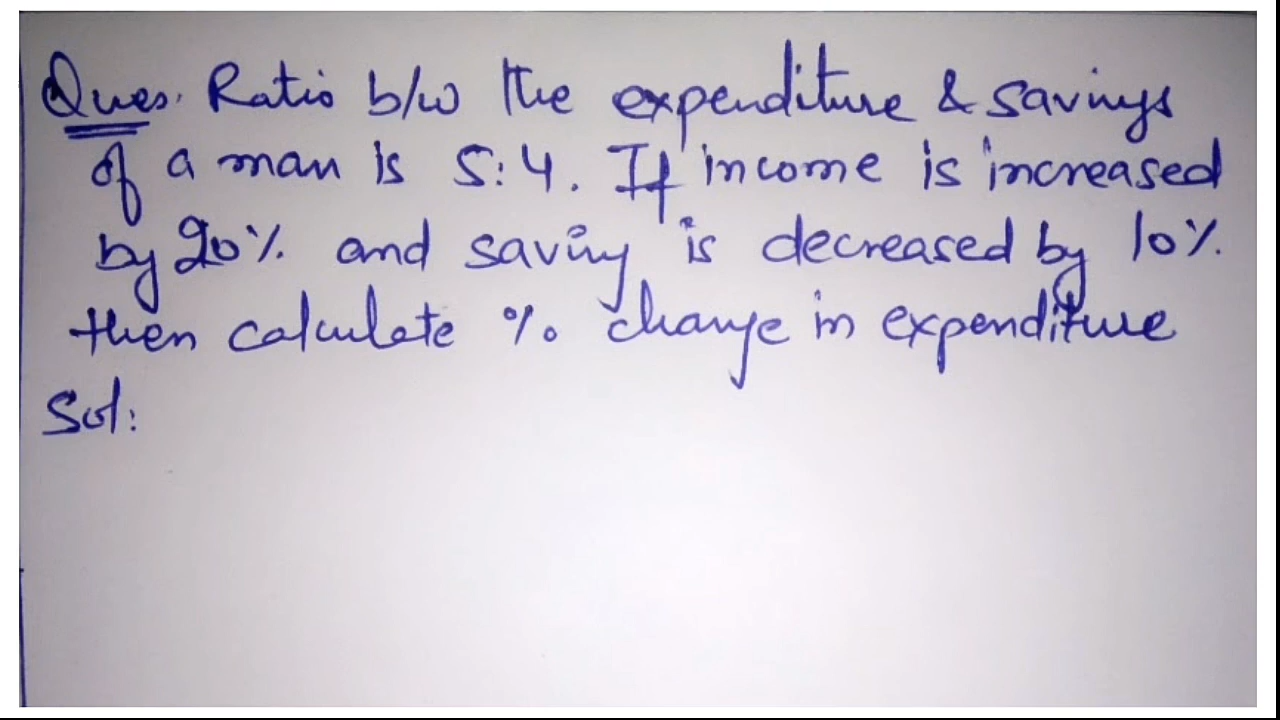 Ques. Ratio b/w the expenditure & savings
of a man is 5:4. If income is increased
by 20% and saving is decreased by 10%.
then calculate % change in expenditure
Sol: